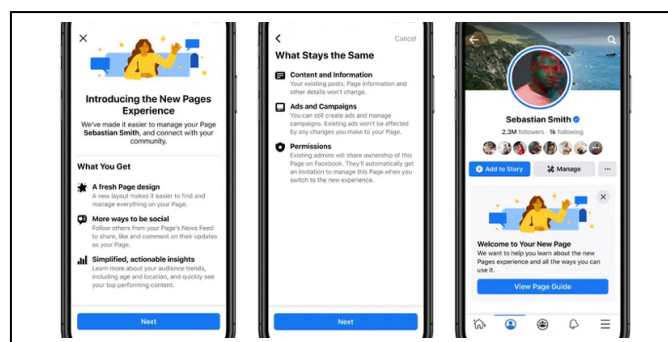 Introducing the New Pages
Experience
We've made it easier to manage your Page
Sebastian Smith, and connect with your
community.
What You Get
A fresh Page design
A new layout makes it easier to find and
manage everything on your Page.
More ways to be social
Follow others from your Page's News Feed
to share, like and comment on their updates
as your Page.
Simplified, actionable insights
Learn more about your audience trends,
including age and location, and quickly see
your top performing content.
Next
Cancel
What Stays the Same
Content and Information
Your existing posts, Page information and
other details won't change.
Ads and Campaigns
You can still create ads and manage
campaigns. Existing ads won't be affected
by any changes you make to your Page.
Permissions
Existing admins will share ownership of this
Page on Facebook. They'll automatically get
an invitation to manage this Page when you
switch to the new experience.
Next
Sebastian Smith
2.3M followers · 1k following
Add to Story
Manage
Welcome to Your New Page
We want to help you learn about the new
Pages experience and all the ways you can
use it.
View Page Guide